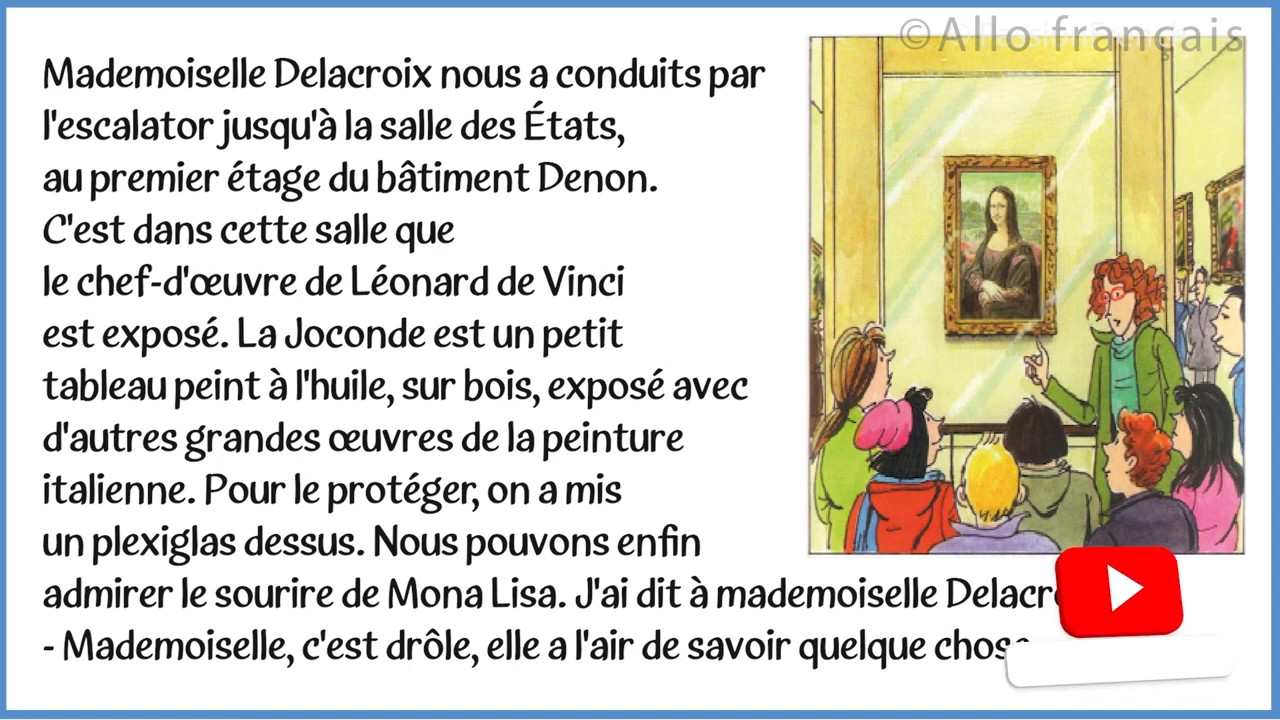 ©Allo français
Mademoiselle Delacroix nous a conduits par
l'escalator jusqu'à la salle des États,
au premier étage du bâtiment Denon.
C'est dans cette salle que
le chef-d'œuvre de Léonard de Vinci
est exposé. La Joconde est un petit
tableau peint à l'huile, sur bois, exposé avec
d'autres grandes œuvres de la peinture
italienne. Pour le protéger, on a mis
un plexiglas dessus. Nous pouvons enfin
admirer le sourire de Mona Lisa. J'ai dit à mademoiselle
- Mademoiselle, c'est drôle, elle a l'air de savoir quelque